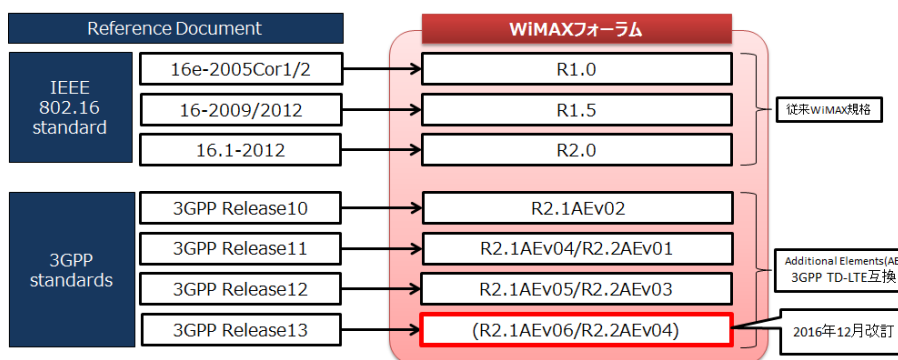 Reference Document
WiMAXフォーラム
IEEE
802.16
standard
16e-2005Cor1/2
R1.0
16-2009/2012
R1.5
16.1-2012
R2.0
従来WiMAX規格
3GPP
standards
3GPP Release10
R2.1AEv02
3GPP Release11
R2.1AEv04/R2.2AEv01
3GPP Release12
R2.1AEv05/R2.2AEv03
3GPP Release13
(R2.1AEv06/R2.2AEv04)
Additional Elements(AE
3GPP TD-LTE互換
2016年12月改訂